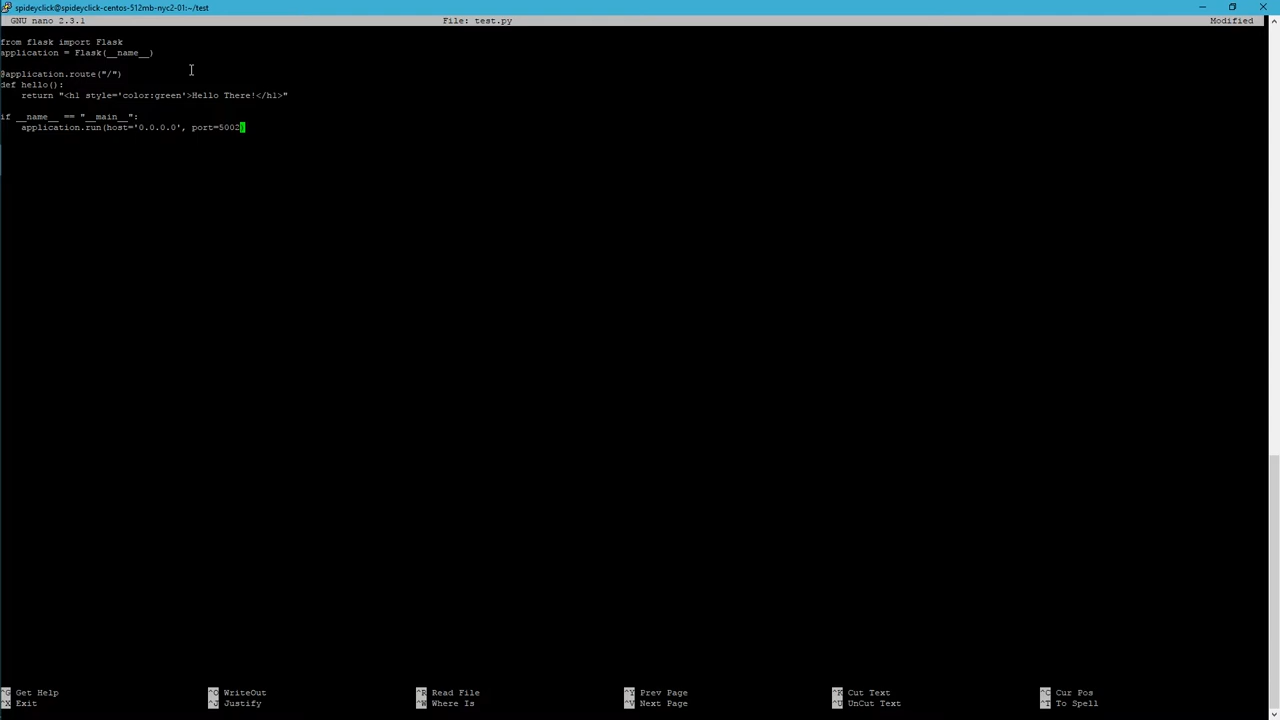 spideyclick@spideyclick-centos-512mb-nyc2-01:~/test
GNU nano 2.3.1 File: test.py Modified
from flask import Flask
application = Flask(__name__)
@application.route("/")
def hello():
return "<h1 style='color:green'>Hello There!</h1>"
if __name__ == "__main__":
application.run(host='0.0.0.0', port=5002)
^G Get Help ^O WriteOut ^R Read File ^Y Prev Page ^K Cut Text ^C Cur Pos
^X Exit ^J Justify ^W Where Is ^V Next Page ^U UnCut Text ^T To Spell